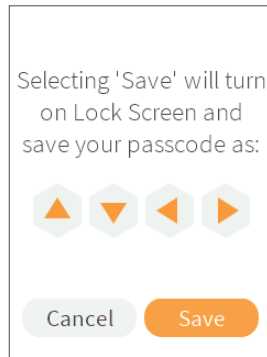 Selecting 'Save' will turn
on Lock Screen and
save your passcode as:
Cancel Save